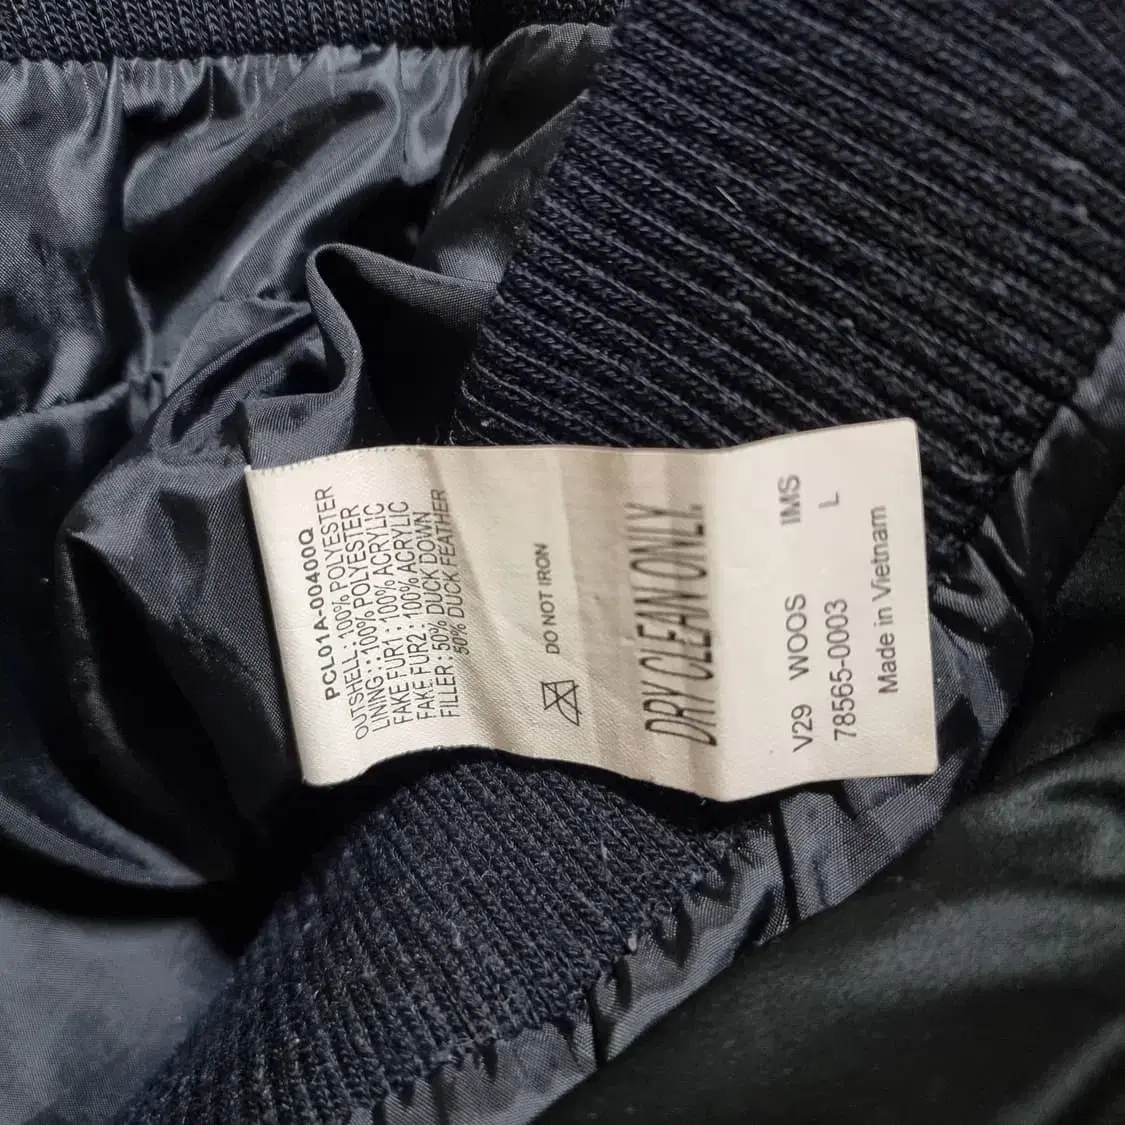 PCL01A-00400Q
OUTSHELL: 100% POLYESTER
LINING : 100% POLYESTER
FAKE FUR1 : 100% ACRYLIC
FAKE FUR2 : 100% ACRYLIC
FILLER : 50% DUCK DOWN
50% DUCK FEATHER
DO NOT IRON
DRY CLEAN ONLY.
V29 WOOS IMS
78565-0003 L
Made in Vietnam